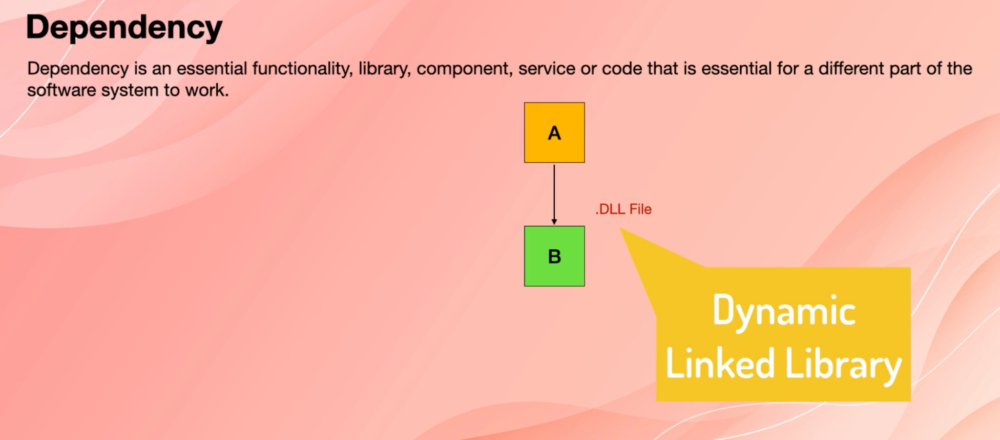 Dependency
Dependency is an essential functionality, library, component, service or code that is essential for a different part of the
software system to work.
A
.DLL File
B
Dynamic
Linked Library